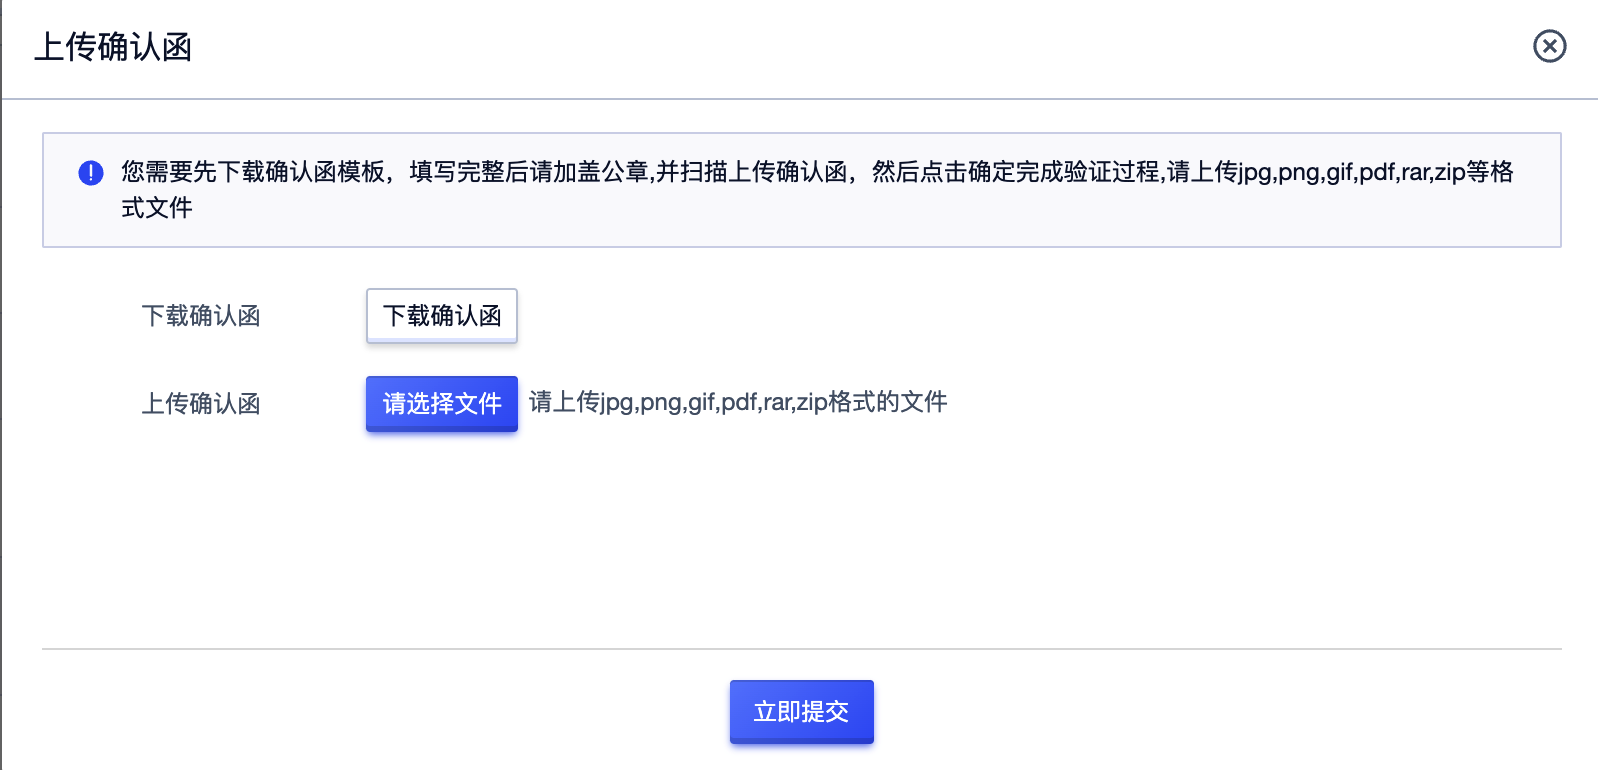 上传确认函
您需要先下载确认函模板，填写完整后请加盖公章,并扫描上传确认函，然后点击确定完成验证过程,请上传jpg,png,gif,pdf,rar,zip等格
式文件
下载确认函 下载确认函
上传确认函 请选择文件 请上传jpg,png,gif,pdf,rar,zip格式的文件
立即提交